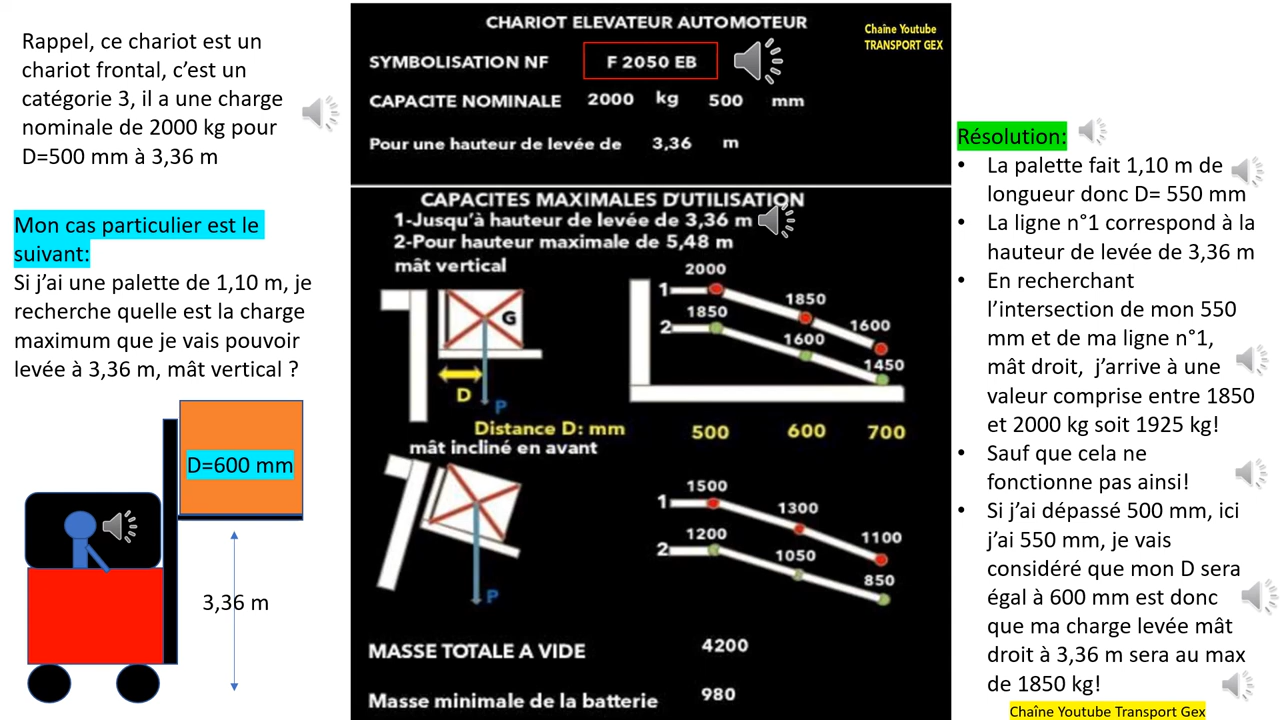 Rappel, ce chariot est un
chariot frontal, c’est un
catégorie 3, il a une charge
nominale de 2000 kg pour
D=500 mm à 3,36 m
Mon cas particulier est le
suivant:
Si j’ai une palette de 1,10 m, je
recherche quelle est la charge
maximum que je vais pouvoir
levée à 3,36 m, mât vertical ?
D=600 mm
3,36 m
CHARIOT ELEVATEUR AUTOMOTEUR
Chaîne Youtube
TRANSPORT GEX
SYMBOLISATION NF F 2050 EB
CAPACITE NOMINALE 2000 kg 500 mm
Pour une hauteur de levée de 3,36 m
CAPACITES MAXIMALES D'UTILISATION
1-Jusqu’à hauteur de levée de 3,36 m
2-Pour hauteur maximale de 5,48 m
mât vertical
G
D
P
2000
1 1850
1850 1600
2 1600
1450
Distance D: mm 500 600 700
mât incliné en avant
P
1500
1 1300
1200 1100
2 1050
850
MASSE TOTALE A VIDE 4200
Masse minimale de la batterie 980
Résolution:
• La palette fait 1,10 m de
longueur donc D= 550 mm
• La ligne n°1 correspond à la
hauteur de levée de 3,36 m
• En recherchant
l’intersection de mon 550
mm et de ma ligne n°1,
mât droit, j’arrive à une
valeur comprise entre 1850
et 2000 kg soit 1925 kg!
• Sauf que cela ne
fonctionne pas ainsi!
• Si j’ai dépassé 500 mm, ici
j’ai 550 mm, je vais
considéré que mon D sera
égal à 600 mm est donc
que ma charge levée mât
droit à 3,36 m sera au max
de 1850 kg!
Chaîne Youtube Transport Gex